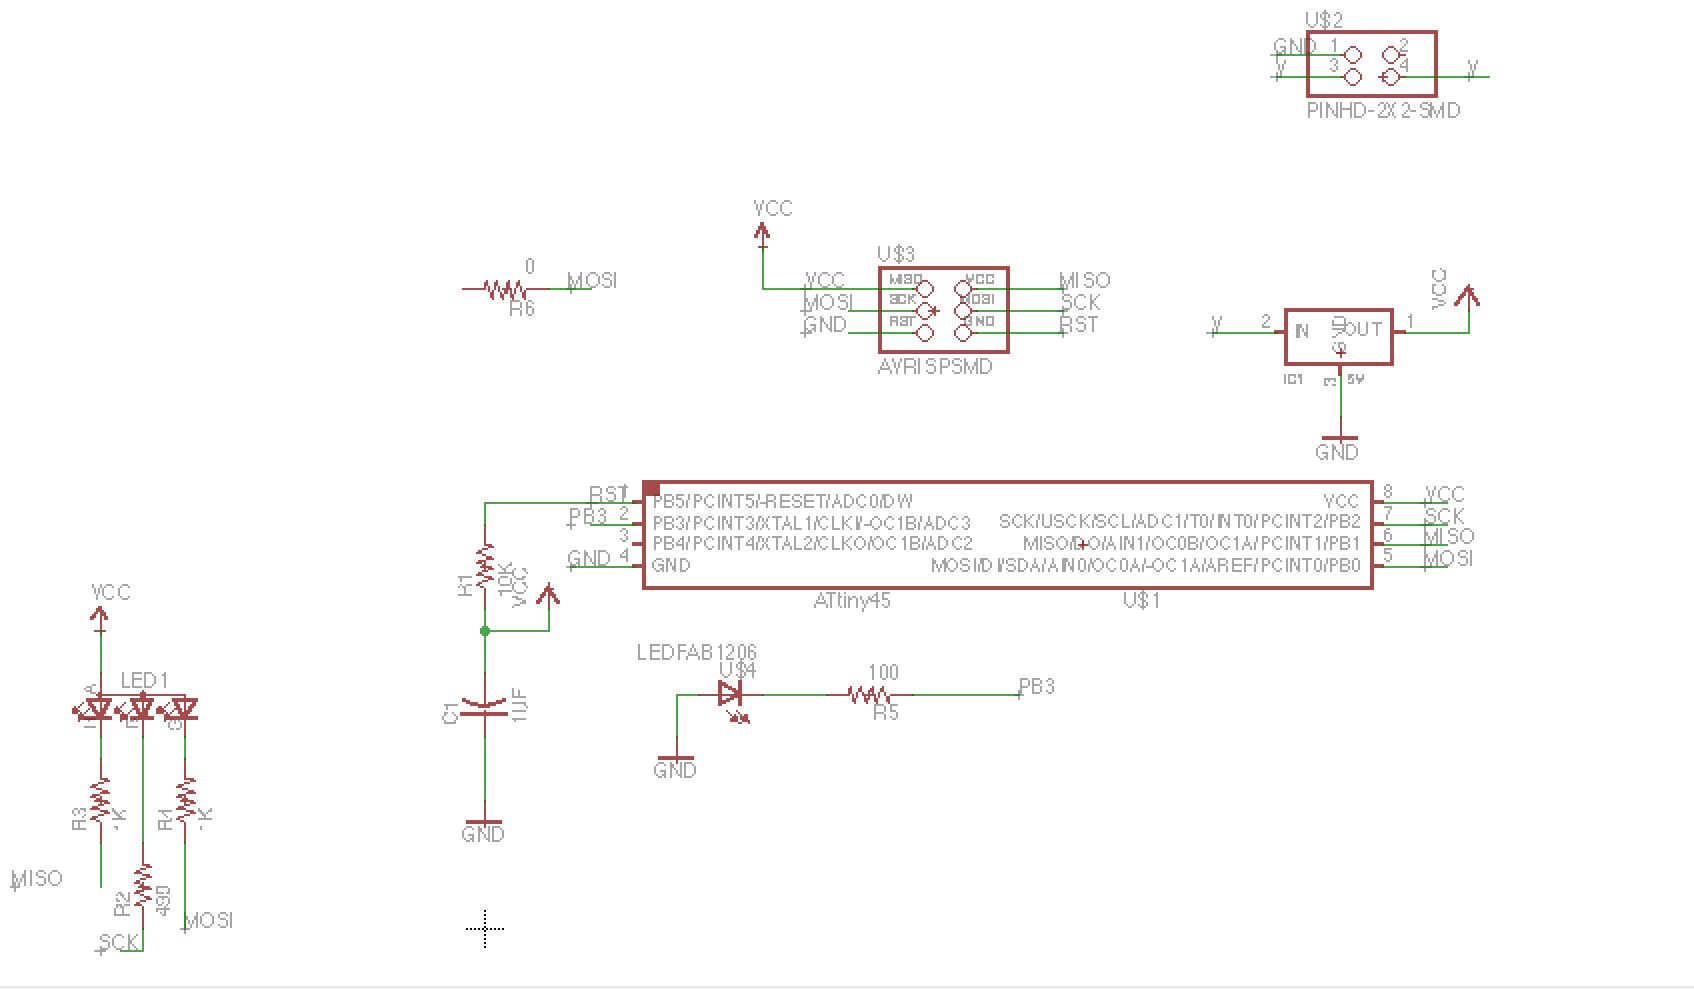 U$2
GND 1 2
V 3 4 V
PINHD-2X2-SMD
VCC
U$3
0
MOSI
R6
VCC MISO VCC MISO
MOSI SCK MOSI SCK
GND RST GND RST
AVRISPSMD
VCC
V 2 IN GND OUT 1
IC1 3 5V
GND
RST 1 PB5/PCINT5/-RESET/ADC0/DW VCC 8 VCC
PB3 2 PB3/PCINT3/XTAL1/CLKI/-OC1B/ADC3 SCK/USCK/SCL/ADC1/T0/INT0/PCINT2/PB2 7 SCK
3 PB4/PCINT4/XTAL2/CLKO/OC1B/ADC2 MISO/DO/AIN1/OC0B/OC1A/PCINT1/PB1 6 MISO
GND 4 GND MOSI/DI/SDA/AIN0/OC0A/-OC1A/AREF/PCINT0/PB0 5 MOSI
ATtiny45 U$1
R1 10K VCC
VCC
LEDFAB1206
U$4
100
PB3
R5
GND
LED1
A
C1 1UF
GND
R3
R2 499
MISO
MOSI
SCK